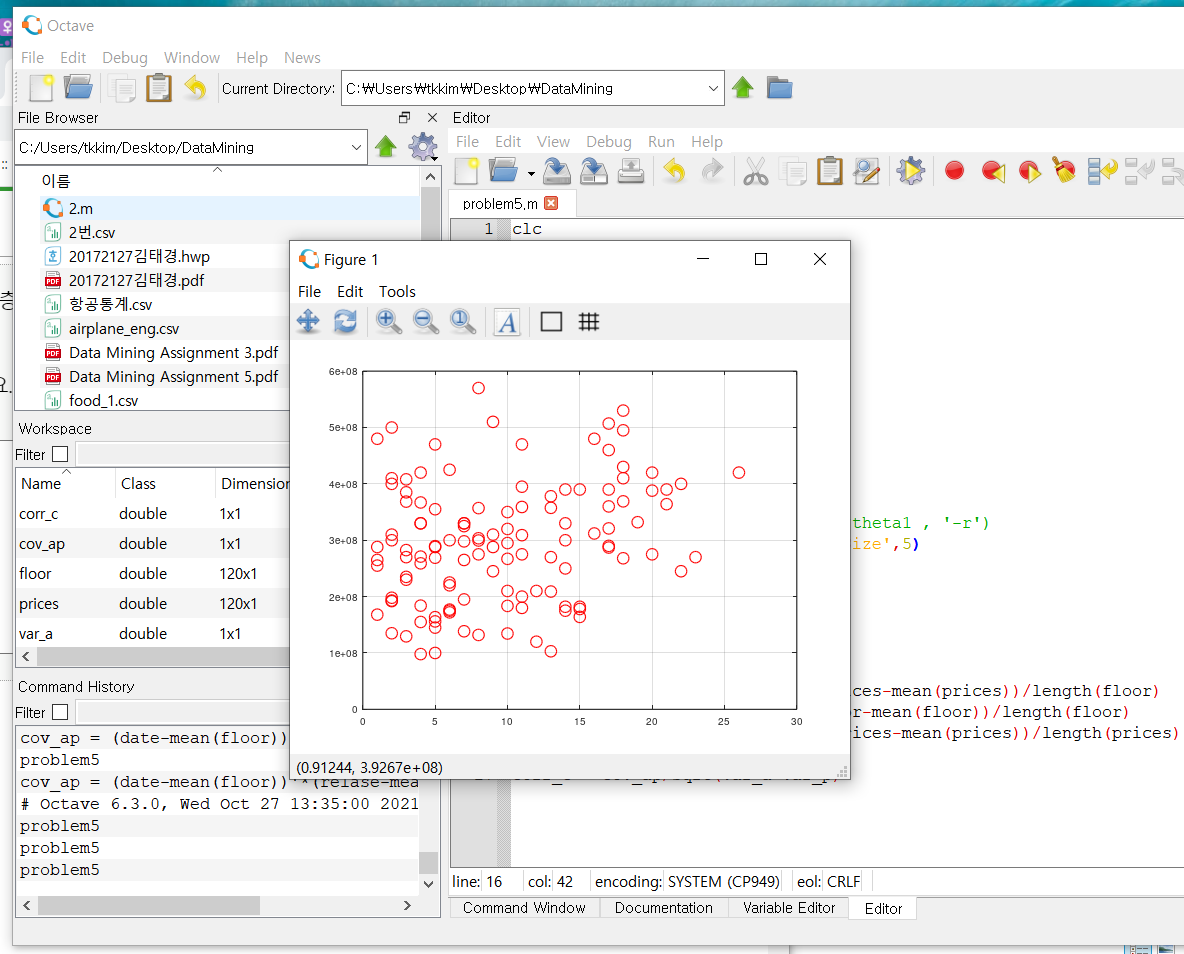 Octave
File Edit Debug Window Help News
Current Directory: C:₩Users₩tkkim₩Desktop₩DataMining
File Browser
C:/Users/tkkim/Desktop/DataMining
이름
2.m
2번.csv
20172127김태경.hwp
20172127김태경.pdf
항공통계.csv
airplane_eng.csv
Data Mining Assignment 3.pdf
Data Mining Assignment 5.pdf
food_1.csv
Workspace
Filter
Name Class Dimension
corr_c double 1x1
cov_ap double 1x1
floor double 120x1
prices double 120x1
var_a double 1x1
Command History
Filter
cov_ap = (date-mean(floor))
problem5
cov_ap = (date-mean(floor))'*(relase-mea
# Octave 6.3.0, Wed Oct 27 13:35:00 2021
problem5
problem5
problem5
Editor
File Edit View Debug Run Help
problem5.m
1 clc
theta1 , '-r')
ize',5)
ces-mean(prices))/length(floor)
r-mean(floor))/length(floor)
ices-mean(prices))/length(prices)
line: 16 col: 42 encoding: SYSTEM (CP949) eol: CRLF
Command Window Documentation Variable Editor Editor
Figure 1
File Edit Tools
6e+08
5e+08
4e+08
3e+08
2e+08
1e+08
0
0 5 10 15 20 25 30
(0.91244, 3.9267e+08)